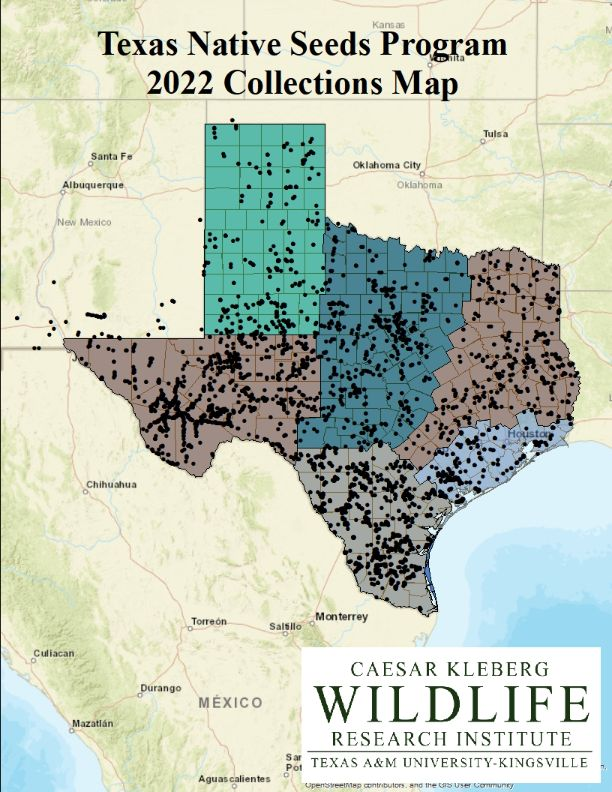 Texas Native Seeds Program
2022 Collections Map
Kansas
Wichita
Tulsa
Santa Fe
Oklahoma City
Albuquerque
Oklahoma
New Mexico
Houston
Chihuahua
Monterrey
Torreón
Saltillo
Culiacan
Durango
MÉXICO
Mazatlán
San
Pot
Aguascalientes
CAESAR KLEBERG
WILDLIFE
RESEARCH INSTITUTE
TEXAS A&M UNIVERSITY-KINGSVILLE
OpenStreetMap contributors, and the GIS User Community